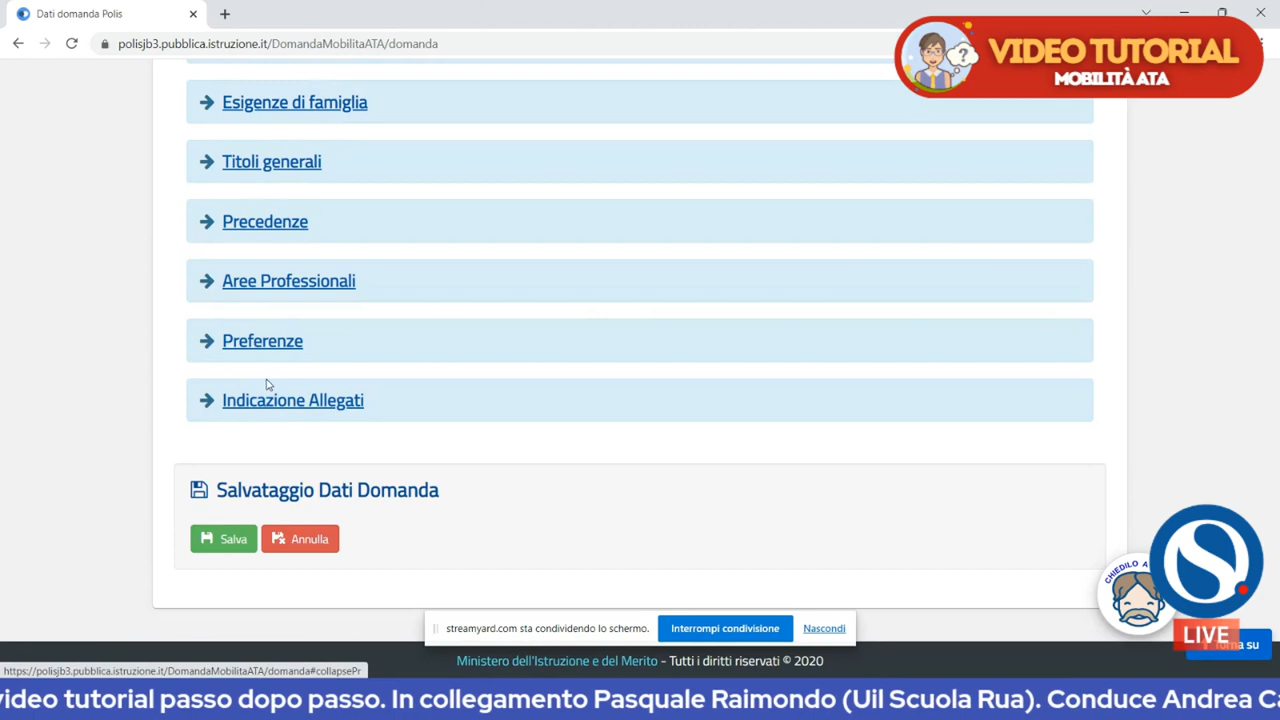 Dati domanda Polis
polisjb3.pubblica.istruzione.it/DomandaMobilitaATA/domanda
VIDEO TUTORIAL
MOBILITÀ ATA
Esigenze di famiglia
Titoli generali
Precedenze
Aree Professionali
Preferenze
Indicazione Allegati
Salvataggio Dati Domanda
Salva Annulla
CHIEDILO A
S
LIVE
streamyard.com sta condividendo lo schermo. Interrompi condivisione Nascondi
su
Ministero dell'Istruzione e del Merito - Tutti i diritti riservati © 2020
https://polisjb3.pubblica.istruzione.it/DomandaMobilitaATA/domanda#collapsePr
video tutorial passo dopo passo. In collegamento Pasquale Raimondo (Uil Scuola Rua). Conduce Andrea